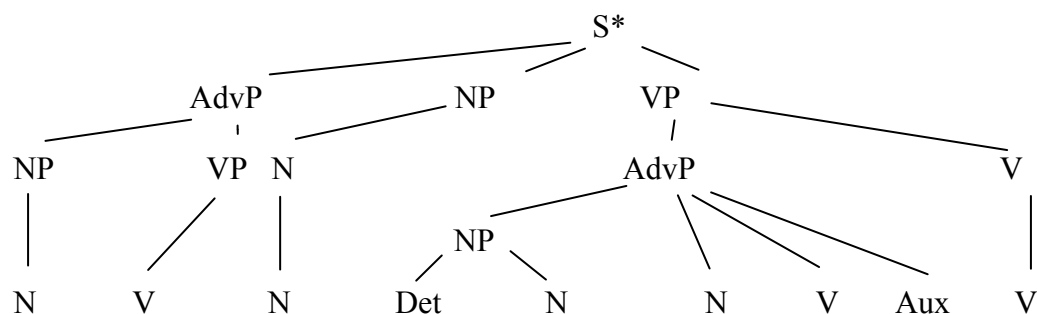 S*
AdvP NP VP
NP VP N AdvP V
NP
N V N Det N N V Aux V